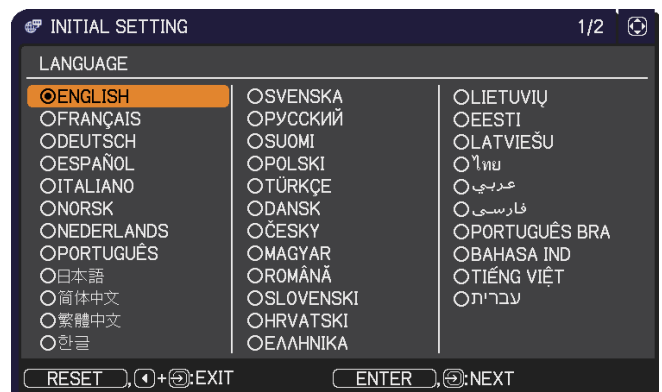 INITIAL SETTING 1/2
LANGUAGE
ENGLISH
FRANÇAIS
DEUTSCH
ESPAÑOL
ITALIANO
NORSK
NEDERLANDS
PORTUGUÊS
日本語
简体中文
繁體中文
한글
SVENSKA
РУССКИЙ
SUOMI
POLSKI
TÜRKÇE
DANSK
ČESKY
MAGYAR
ROMÂNĂ
SLOVENSKI
HRVATSKI
ΕΛΛΗΝΙΚΑ
LIETUVIŲ
EESTI
LATVIEŠU
ไทย
عربي
فارسی
PORTUGUÊS BRA
BAHASA IND
TIẾNG VIỆT
עברית
RESET ,+:EXIT ENTER ,:NEXT